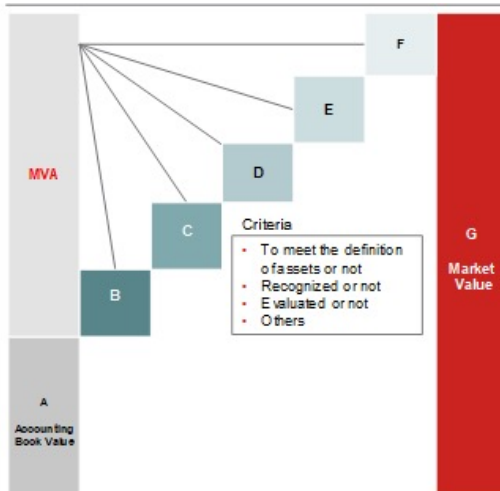 F
E
MVA
D
C
Criteria
• To meet the definition
of assets or not
• Recognized or not
• Evaluated or not
• Others
G
Market
Value
B
A
Accounting
Book Value